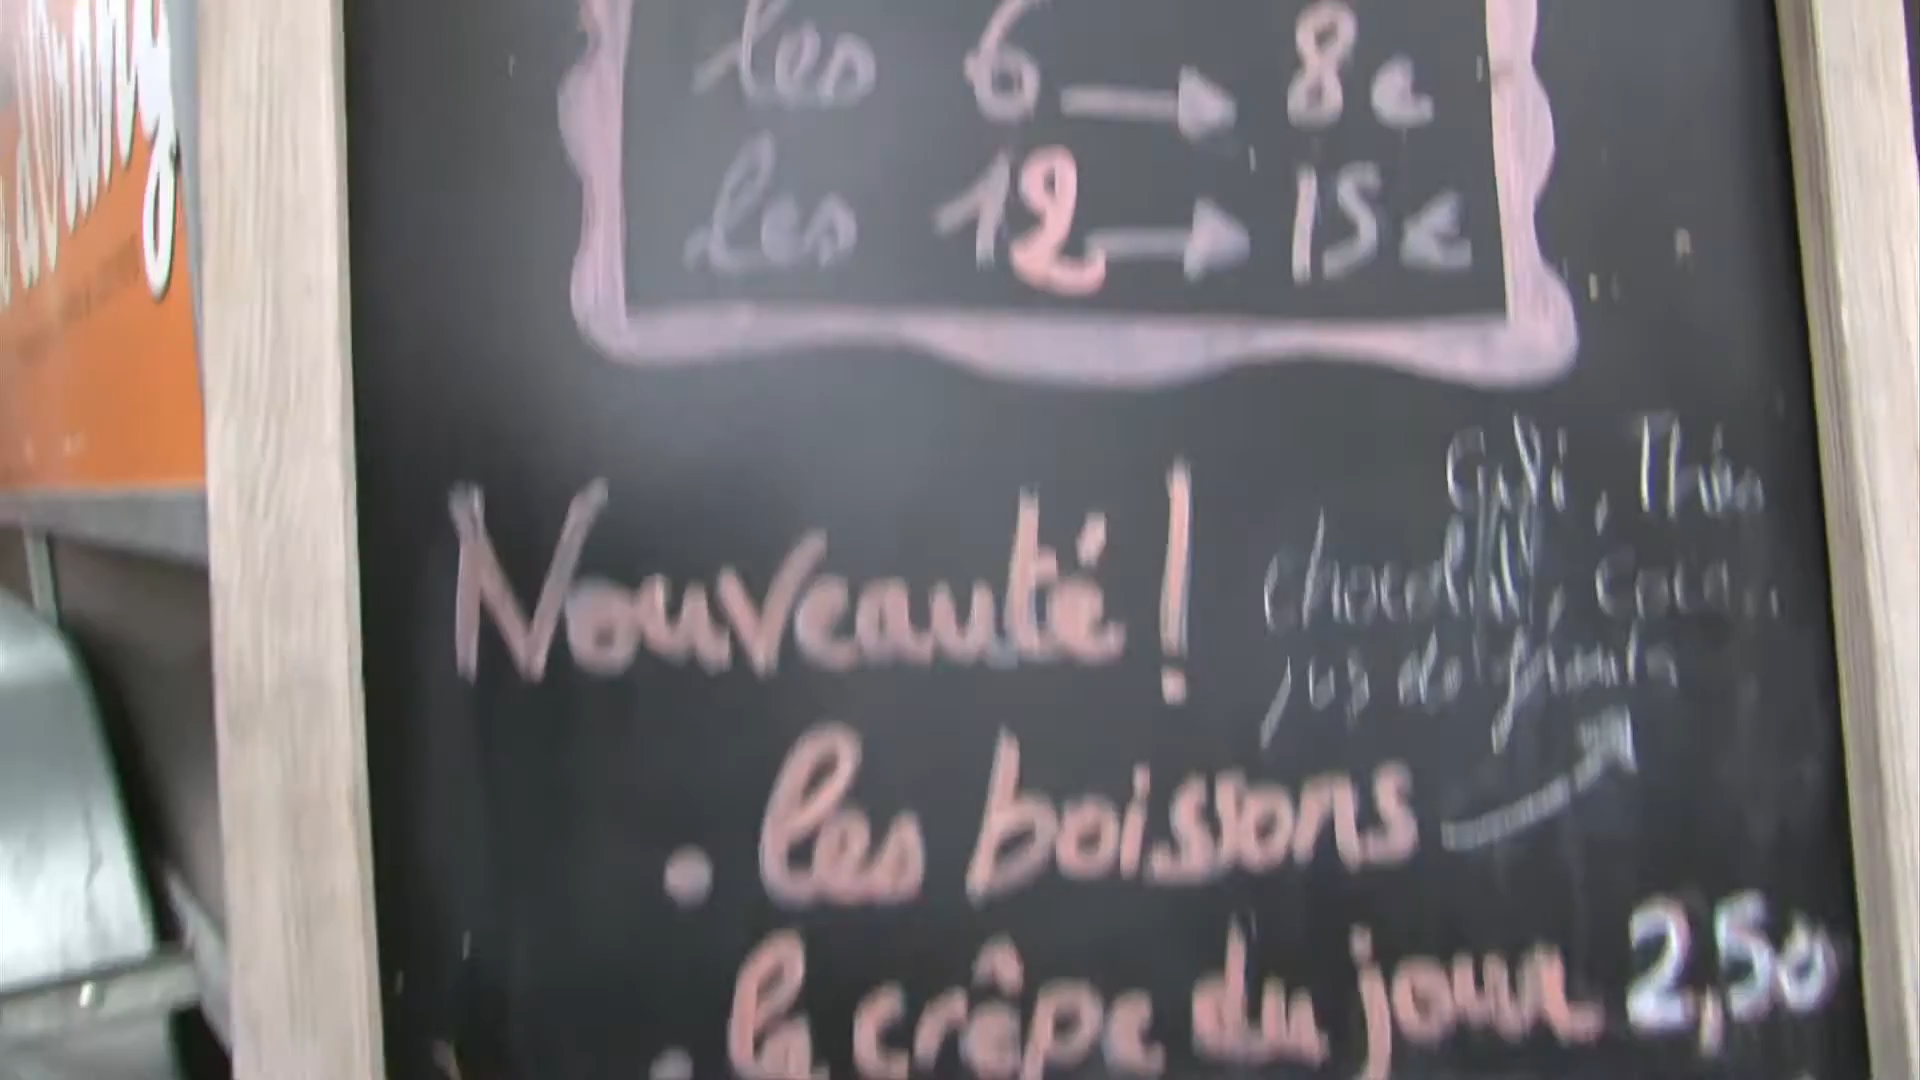 les 6 → 8€
les 12 → 15€
Nouveauté !
Café, Thés
chocolat, Coca,
jus de fruits
. les boissons
. la crêpe du jour 2,50